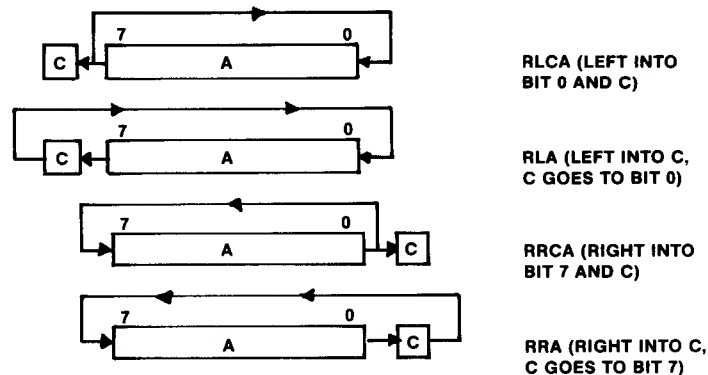 7 0
C A
RLCA (LEFT INTO
BIT 0 AND C)
7 0
C A
RLA (LEFT INTO C,
C GOES TO BIT 0)
7 0
A C
RRCA (RIGHT INTO
BIT 7 AND C)
7 0
A C
RRA (RIGHT INTO C,
C GOES TO BIT 7)